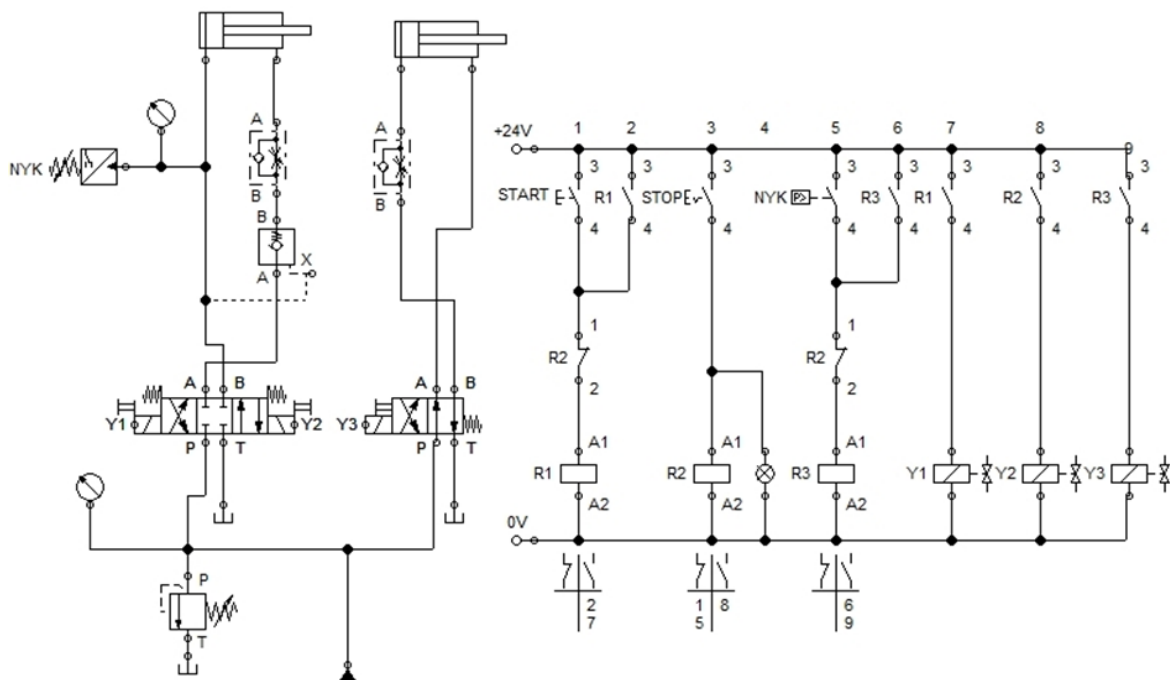 +24V 1 2 3 4 5 6 7 8 9
3 3 3 3 3 3 3 3
START R1 STOP NYK R3 R1 R2 R3
4 4 4 4 4 4 4 4
1 1
R2 R2
2 2
A1 A1 A1
R1 R2 R3 Y1 Y2 Y3
A2 A2 A2
0V
2 1 8 6
7 5 9
A A
NYK
B B
B
A X
A B A B
Y1 Y2 Y3
P T P T
P
T